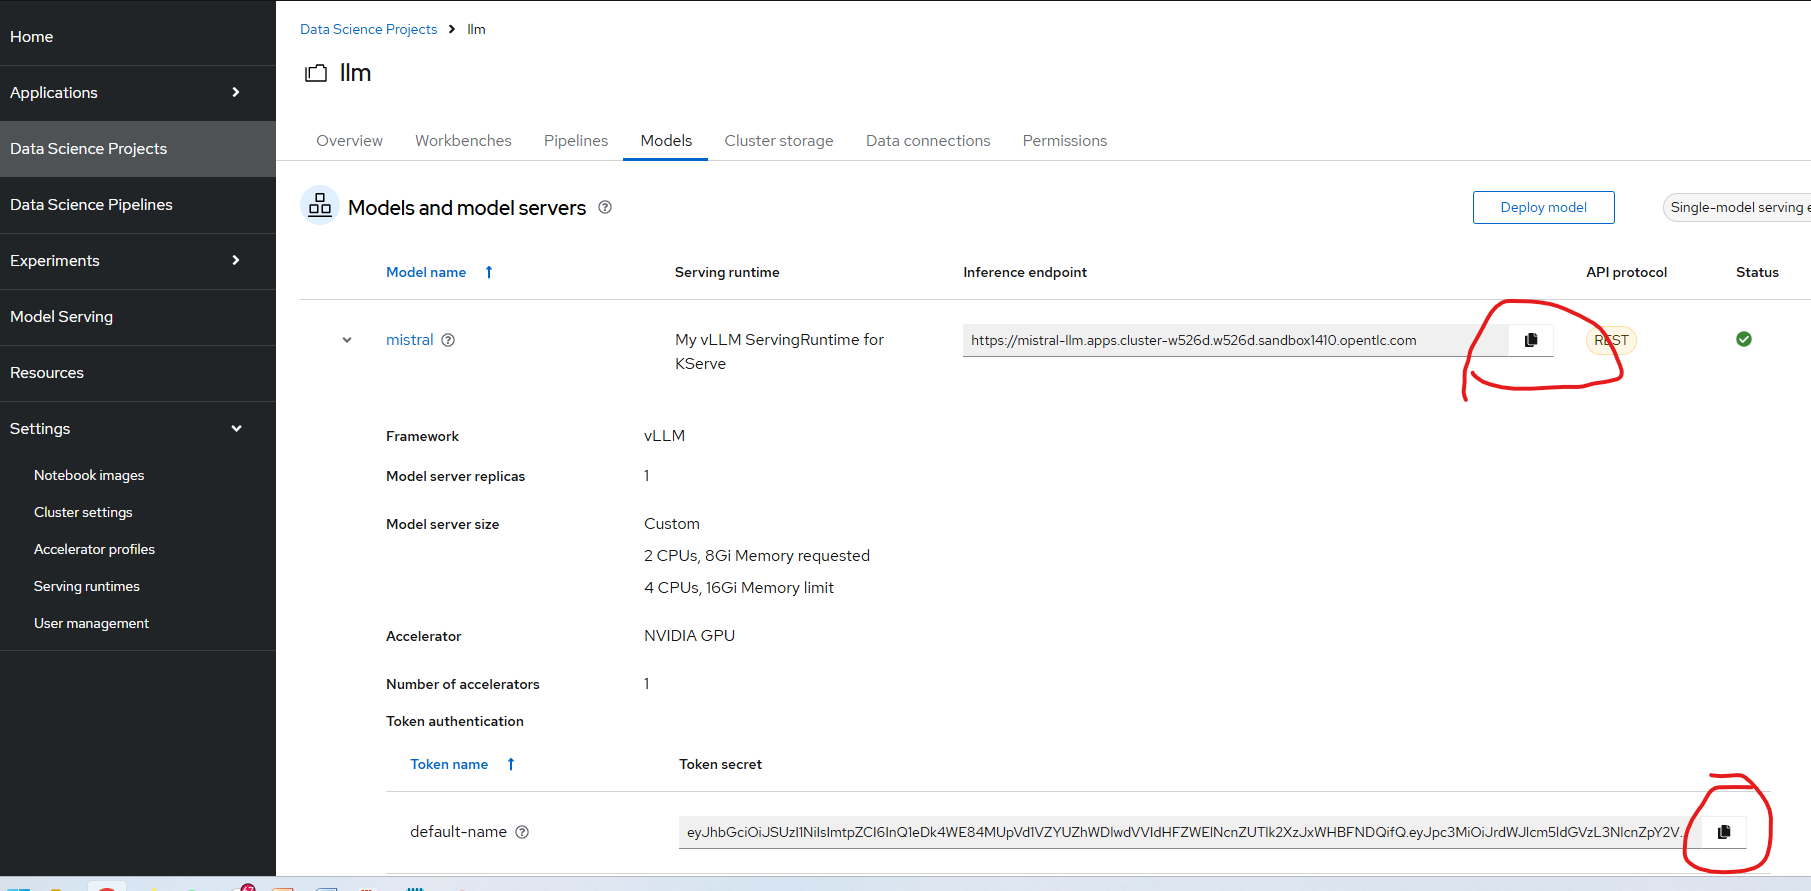 Home
Applications
Data Science Projects
Data Science Pipelines
Experiments
Model Serving
Resources
Settings
Notebook images
Cluster settings
Accelerator profiles
Serving runtimes
User management
Data Science Projects > llm
llm
Overview Workbenches Pipelines Models Cluster storage Data connections Permissions
Models and model servers
Deploy model
Single-model serving e
Model name Serving runtime Inference endpoint API protocol Status
mistral My vLLM ServingRuntime for https://mistral-llm.apps.cluster-w526d.w526d.sandbox1410.opentlc.com REST
KServe
Framework vLLM
Model server replicas 1
Model server size Custom
2 CPUs, 8Gi Memory requested
4 CPUs, 16Gi Memory limit
Accelerator NVIDIA GPU
Number of accelerators 1
Token authentication
Token name Token secret
default-name